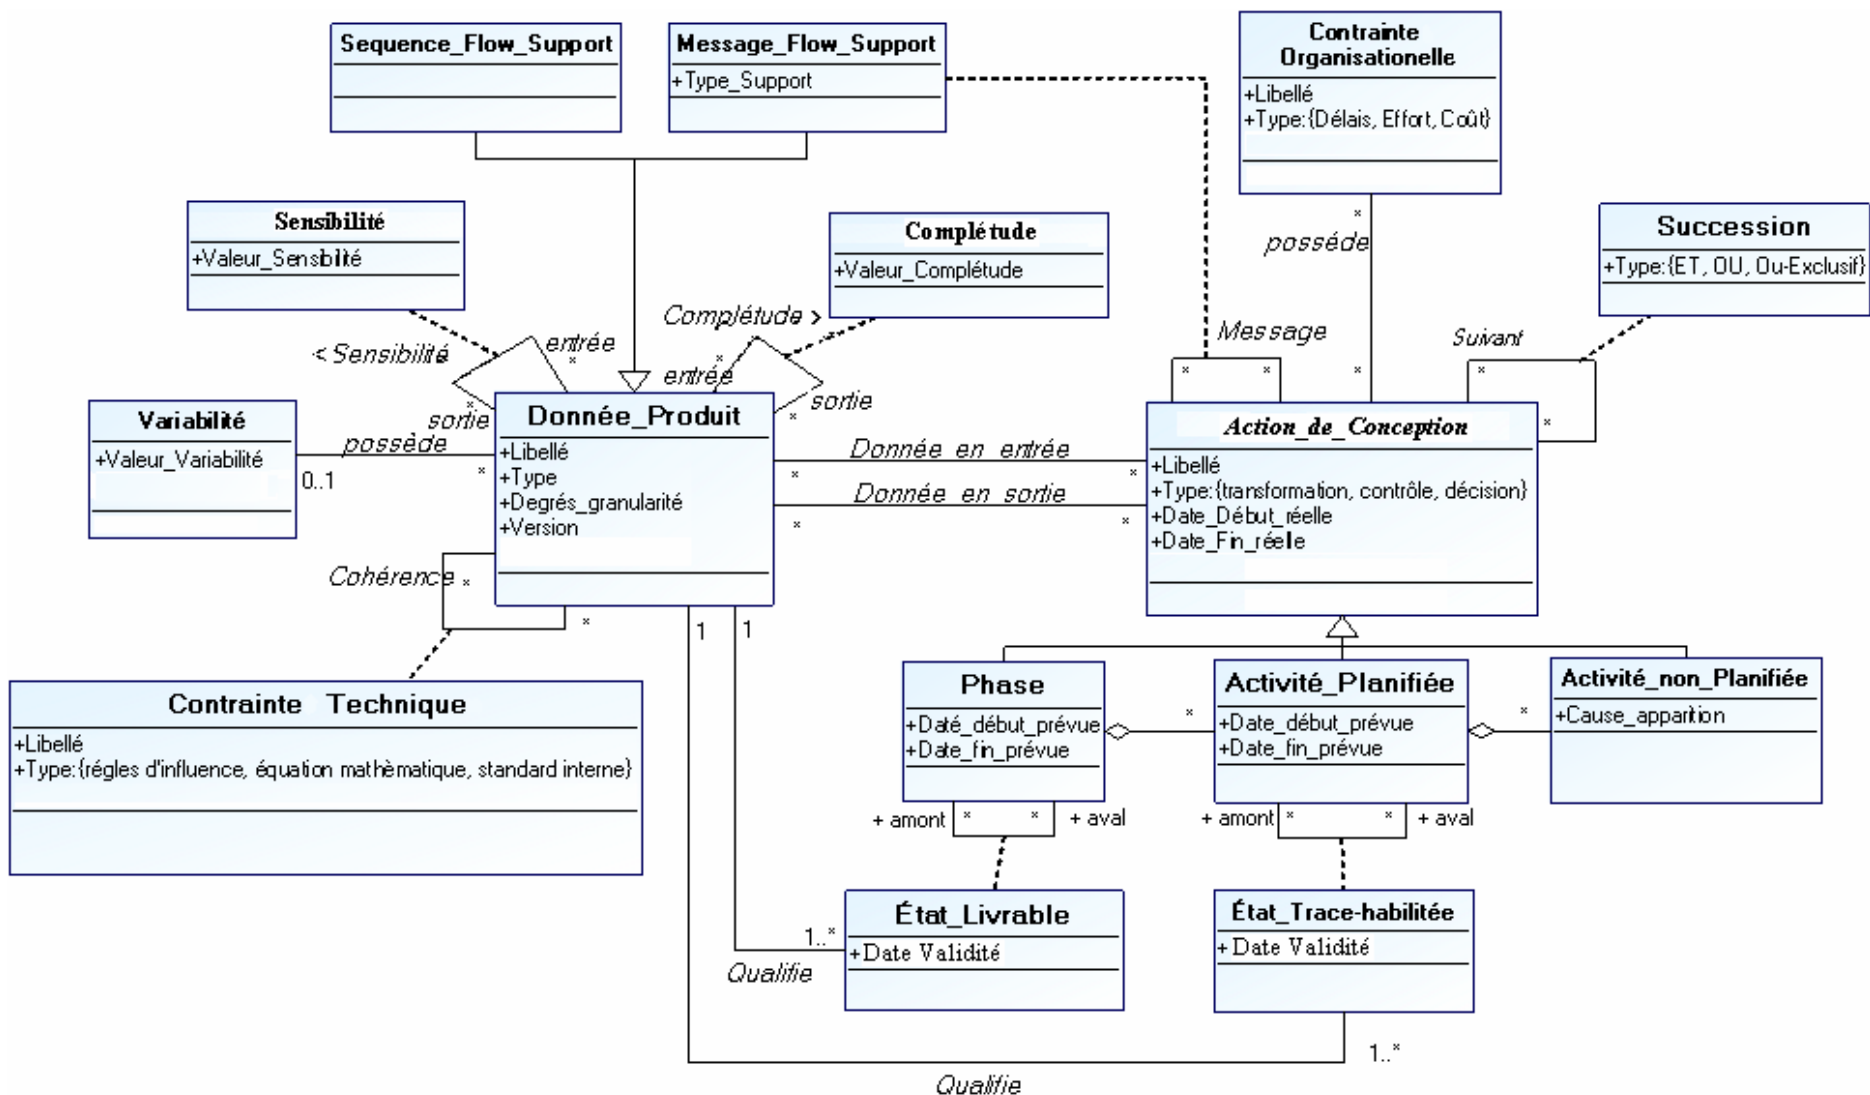 Sequence_Flow_Support
Message_Flow_Support
+Type_Support
Contrainte
Organisationelle
+Libellé
+Type:{Délais, Effort, Coût}
*
posséde
*
Sensibilité
+Valeur_Sensibilité
Complétude
+Valeur_Complétude
Succession
+Type:{ET, OU, Ou-Exclusif}
< Sensibilité
entrée
*
sortie
*
Complétude >
*
entrée
sortie
*
Message
*
*
Suivant
*
*
Variabilité
+Valeur_Variabilité
possède
0..1
*
Donnée_Produit
+Libellé
+Type
+Degrés_granularité
+Version
Donnée en entrée
*
*
Donnée en sortie
*
*
Action_de_Conception
+Libellé
+Type:{transformation, contrôle, décision}
+Date_Début_réelle
+Date_Fin_réelle
Cohérence
*
*
1
1
Contrainte Technique
+Libellé
+Type:{régles d'influence, équation mathèmatique, standard interne}
Phase
+Daté_début_prévue
+Date_fin_prévue
*
Activité_Planifiée
+Date_début_prévue
+Date_fin_prévue
*
Activité_non_Planifiée
+Cause_apparition
+ amont
*
*
+ aval
+ amont
*
*
+ aval
État_Livrable
+Date Validité
1..*
Qualifie
État_Trace-habilitée
+ Date Validité
1..*
Qualifie